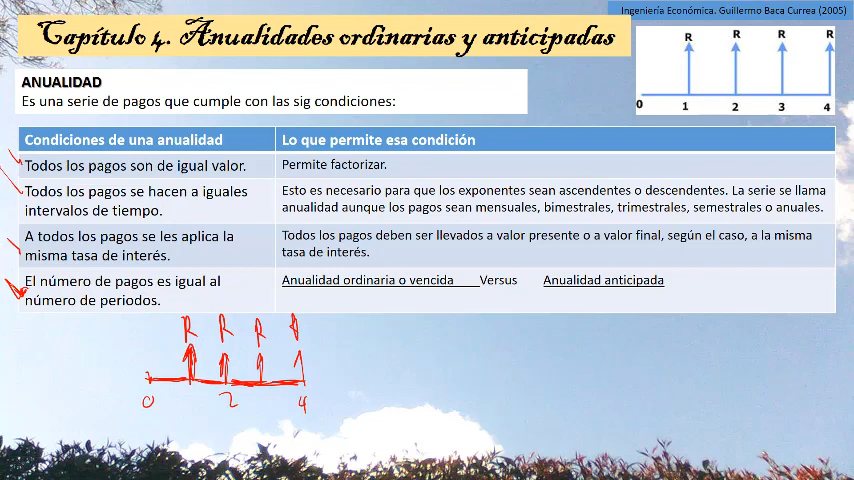 Ingeniería Económica. Guillermo Baca Currea (2005)
Capítulo 4. Anualidades ordinarias y anticipadas
R R R R
0 1 2 3 4
ANUALIDAD
Es una serie de pagos que cumple con las sig condiciones:
Condiciones de una anualidad
Lo que permite esa condición
Todos los pagos son de igual valor.
Permite factorizar.
Todos los pagos se hacen a iguales
intervalos de tiempo.
Esto es necesario para que los exponentes sean ascendentes o descendentes. La serie se llama
anualidad aunque los pagos sean mensuales, bimestrales, trimestrales, semestrales o anuales.
A todos los pagos se les aplica la
misma tasa de interés.
Todos los pagos deben ser llevados a valor presente o a valor final, según el caso, a la misma
tasa de interés.
El número de pagos es igual al
número de periodos.
Anualidad ordinaria o vencida Versus Anualidad anticipada
R R R R
0 2 4